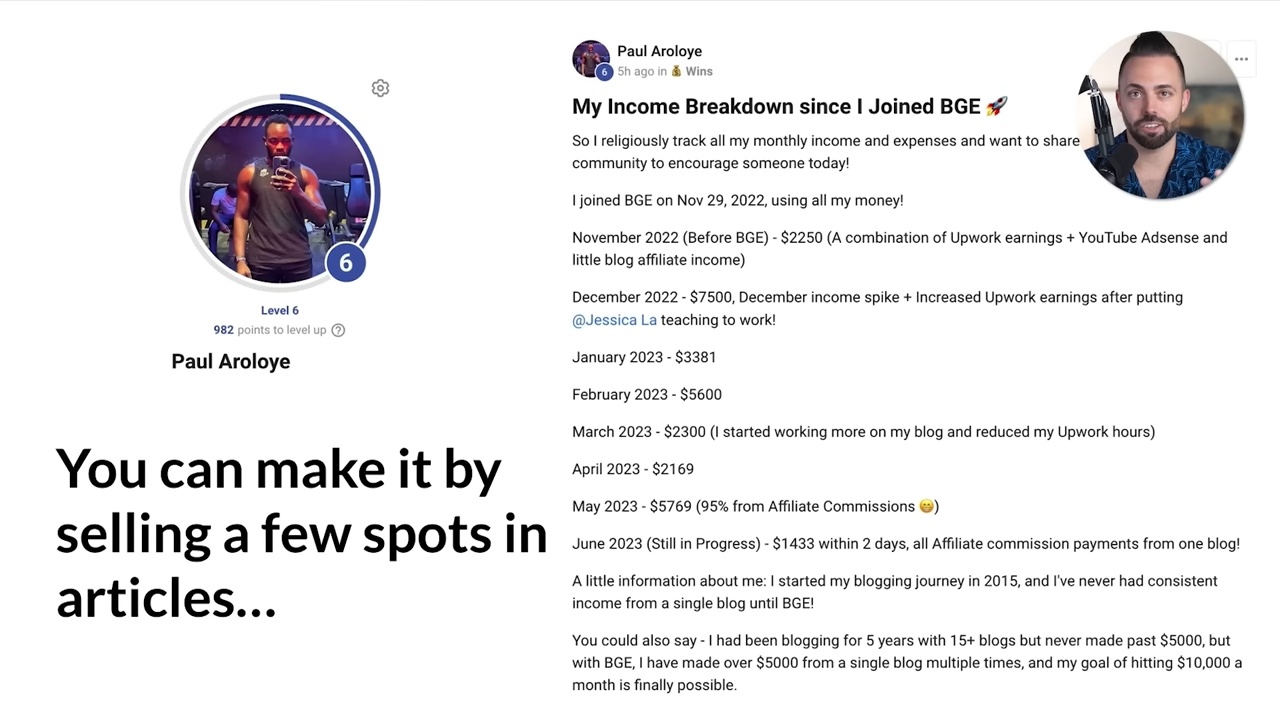 6
Level 6
982 points to level up ?
Paul Aroloye
You can make it by
selling a few spots in
articles...
Paul Aroloye
6
5h ago in 💰 Wins
My Income Breakdown since I Joined BGE 🚀
So I religiously track all my monthly income and expenses and want to share
community to encourage someone today!
I joined BGE on Nov 29, 2022, using all my money!
November 2022 (Before BGE) - $2250 (A combination of Upwork earnings + YouTube Adsense and
little blog affiliate income)
December 2022 - $7500, December income spike + Increased Upwork earnings after putting
@Jessica La teaching to work!
January 2023 - $3381
February 2023 - $5600
March 2023 - $2300 (I started working more on my blog and reduced my Upwork hours)
April 2023 - $2169
May 2023 - $5769 (95% from Affiliate Commissions 😁)
June 2023 (Still in Progress) - $1433 within 2 days, all Affiliate commission payments from one blog!
A little information about me: I started my blogging journey in 2015, and I've never had consistent
income from a single blog until BGE!
You could also say - I had been blogging for 5 years with 15+ blogs but never made past $5000, but
with BGE, I have made over $5000 from a single blog multiple times, and my goal of hitting $10,000 a
month is finally possible.